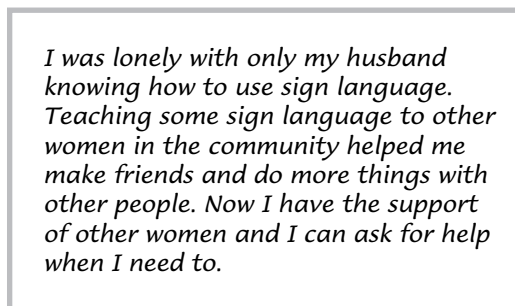 I was lonely with only my husband
knowing how to use sign language.
Teaching some sign language to other
women in the community helped me
make friends and do more things with
other people. Now I have the support
of other women and I can ask for help
when I need to.